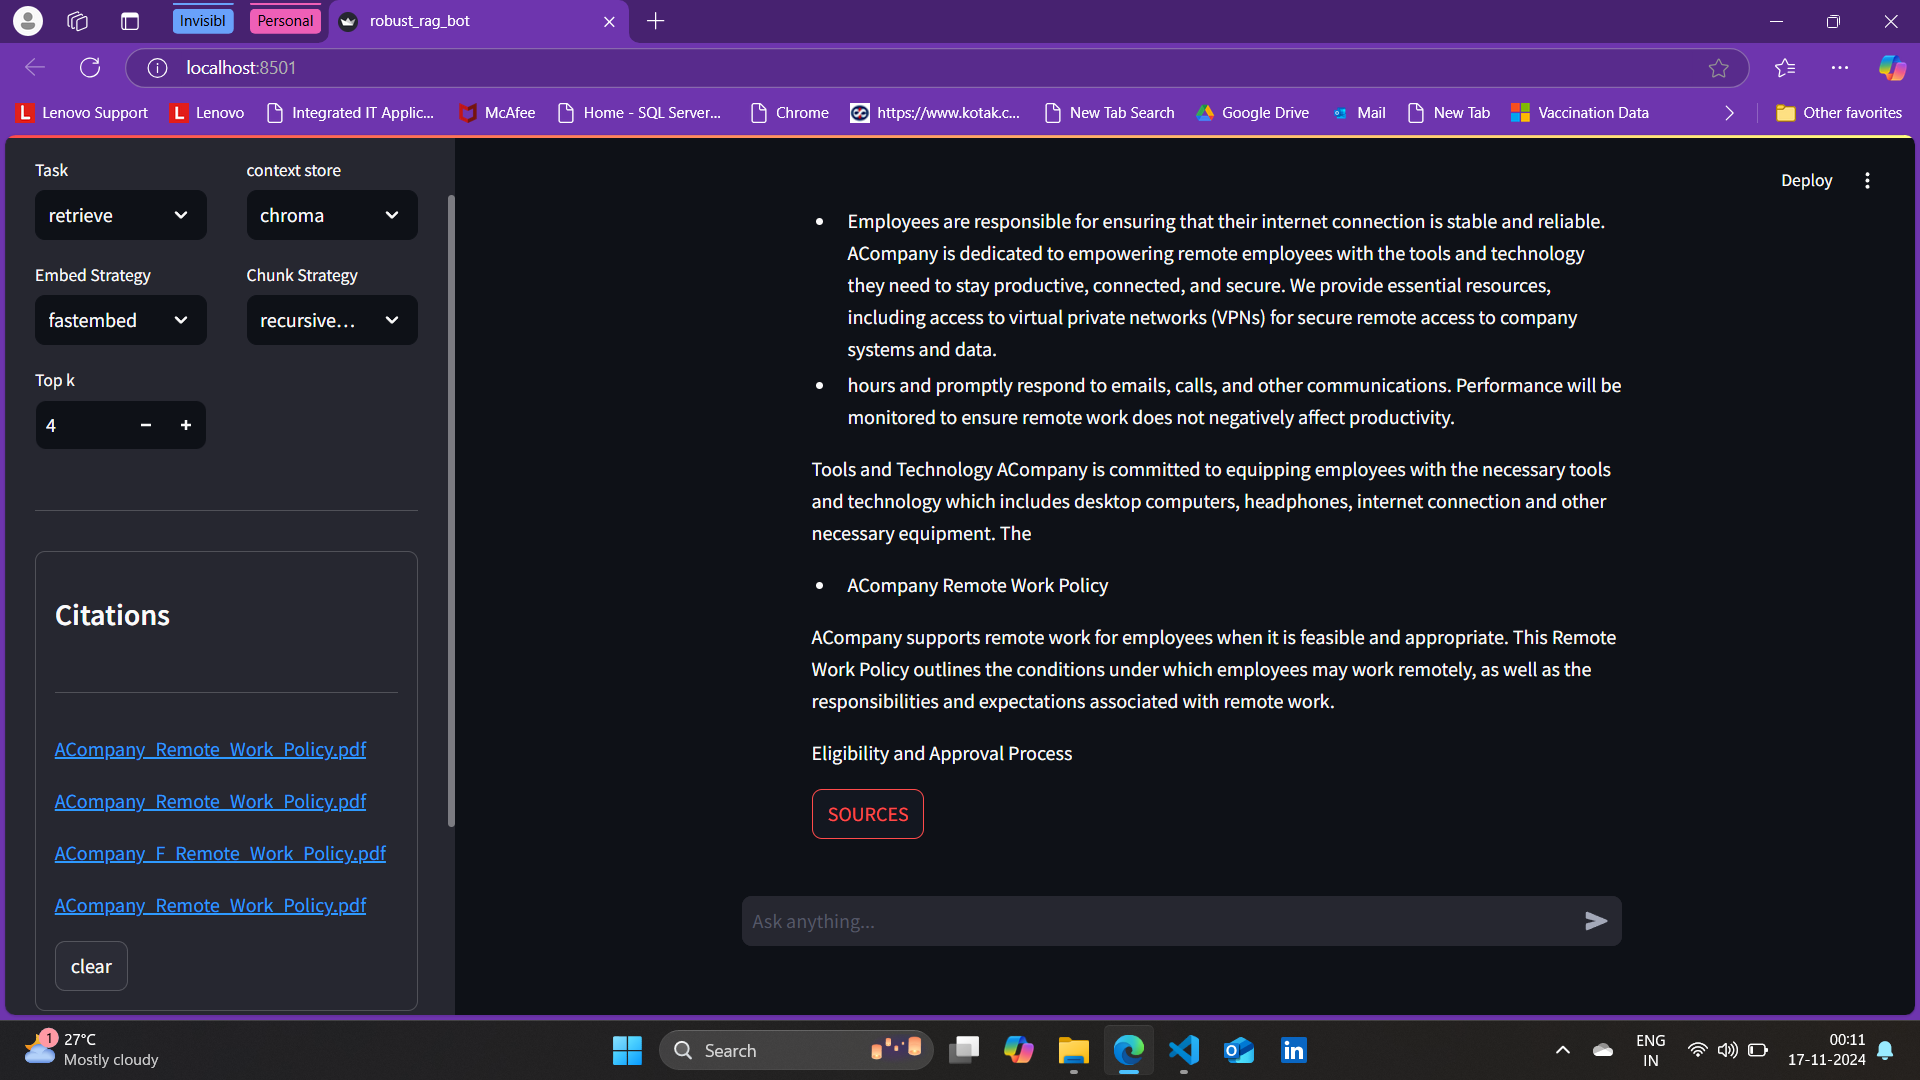 Invisibl
Personal
robust_rag_bot
localhost:8501
Lenovo Support
Lenovo
Integrated IT Applic...
McAfee
Home - SQL Server...
Chrome
https://www.kotak.c...
New Tab Search
Google Drive
Mail
New Tab
Vaccination Data
Other favorites
Task
context store
retrieve
chroma
Embed Strategy
Chunk Strategy
fastembed
recursive...
Top k
4
Citations
ACompany_Remote_Work_Policy.pdf
ACompany_Remote_Work_Policy.pdf
ACompany_F_Remote_Work_Policy.pdf
ACompany_Remote_Work_Policy.pdf
clear
Deploy
• Employees are responsible for ensuring that their internet connection is stable and reliable.
ACompany is dedicated to empowering remote employees with the tools and technology
they need to stay productive, connected, and secure. We provide essential resources,
including access to virtual private networks (VPNs) for secure remote access to company
systems and data.
• hours and promptly respond to emails, calls, and other communications. Performance will be
monitored to ensure remote work does not negatively affect productivity.
Tools and Technology ACompany is committed to equipping employees with the necessary tools
and technology which includes desktop computers, headphones, internet connection and other
necessary equipment. The
• ACompany Remote Work Policy
ACompany supports remote work for employees when it is feasible and appropriate. This Remote
Work Policy outlines the conditions under which employees may work remotely, as well as the
responsibilities and expectations associated with remote work.
Eligibility and Approval Process
SOURCES
Ask anything...
1
27°C
Mostly cloudy
Search
ENG
IN
00:11
17-11-2024